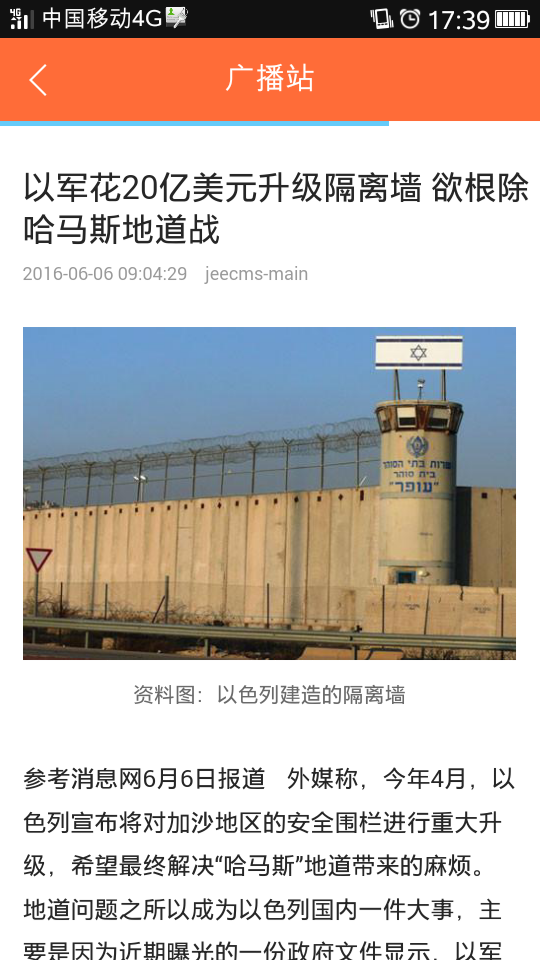 中国移动4G
17:39
广播站
以军花20亿美元升级隔离墙 欲根除
哈马斯地道战
2016-06-06 09:04:29 jeecms-main
שרות בתי הסוהר
בית סוהר
"עופר"
资料图：以色列建造的隔离墙
参考消息网6月6日报道 外媒称，今年4月，以
色列宣布将对加沙地区的安全围栏进行重大升
级，希望最终解决“哈马斯”地道带来的麻烦。
地道问题之所以成为以色列国内一件大事，主
要是因为近期曝光的一份政府文件显示，以军